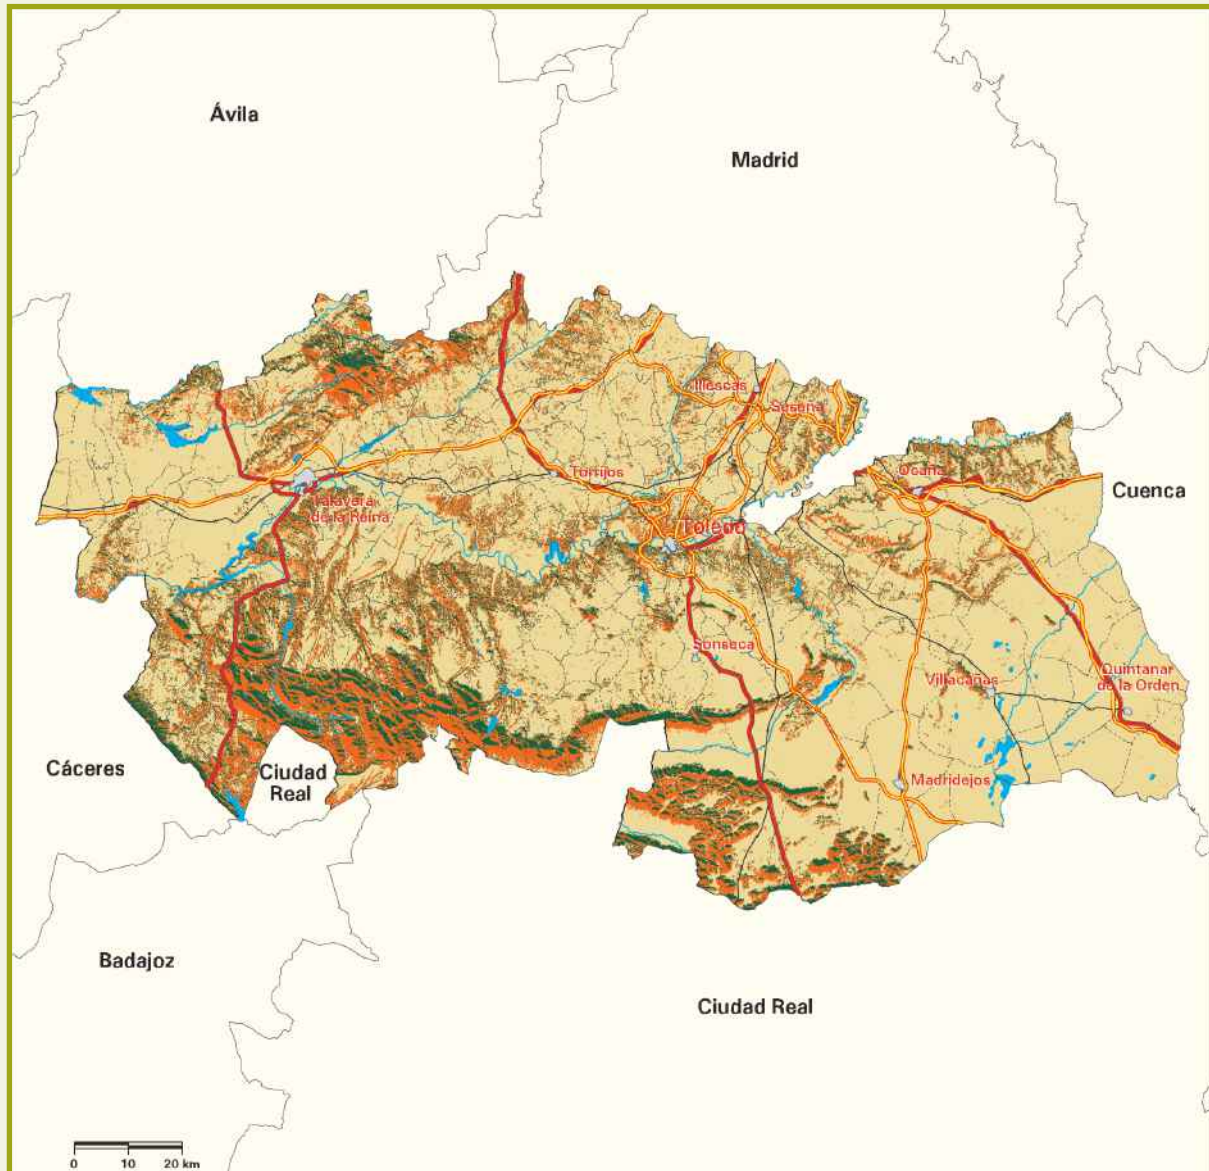 Ávila
Madrid
Illescas
Seseña
Ocaña
Cuenca
Torrijos
Talavera
de la Reina
Toledo
Sonseca
Villacañas
Quintanar
de la Orden
Cáceres
Ciudad
Real
Madridejos
Badajoz
Ciudad Real
0 10 20 km